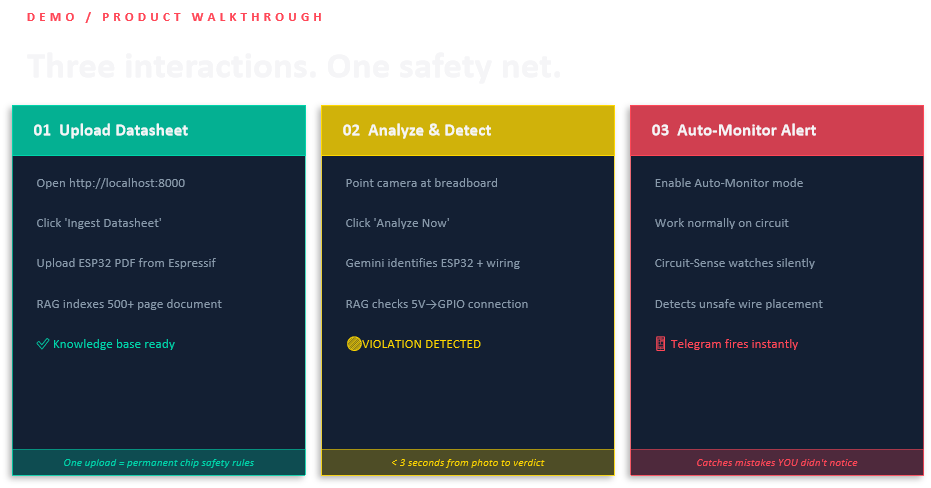 DEMO / PRODUCT WALKTHROUGH
Three interactions. One safety net.
01 Upload Datasheet
Open http://localhost:8000
Click 'Ingest Datasheet'
Upload ESP32 PDF from Espressif
RAG indexes 500+ page document
✅ Knowledge base ready
One upload = permanent chip safety rules
02 Analyze & Detect
Point camera at breadboard
Click 'Analyze Now'
Gemini identifies ESP32 + wiring
RAG checks 5V→GPIO connection
VIOLATION DETECTED
< 3 seconds from photo to verdict
03 Auto-Monitor Alert
Enable Auto-Monitor mode
Work normally on circuit
Circuit-Sense watches silently
Detects unsafe wire placement
Telegram fires instantly
Catches mistakes YOU didn't notice